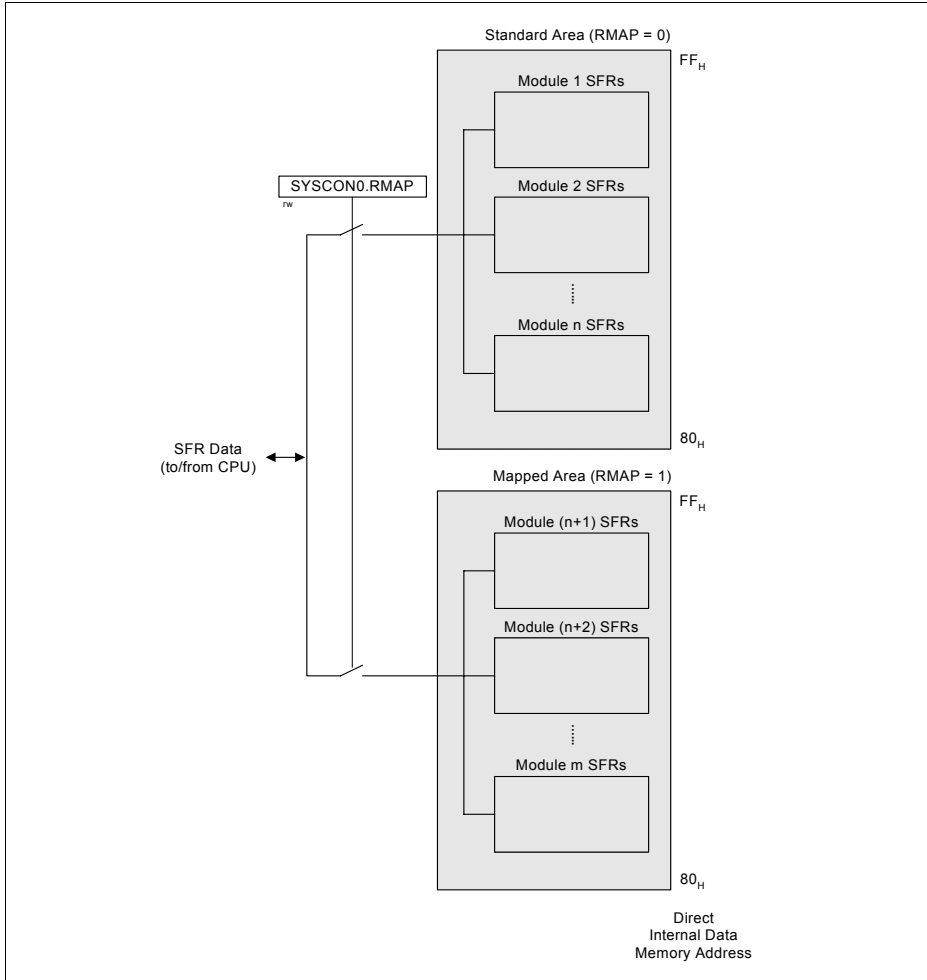 Standard Area (RMAP = 0)
FFH
Module 1 SFRs
SYSCON0.RMAP
rw
Module 2 SFRs
Module n SFRs
80H
SFR Data
(to/from CPU)
Mapped Area (RMAP = 1)
FFH
Module (n+1) SFRs
Module (n+2) SFRs
Module m SFRs
80H
Direct
Internal Data
Memory Address